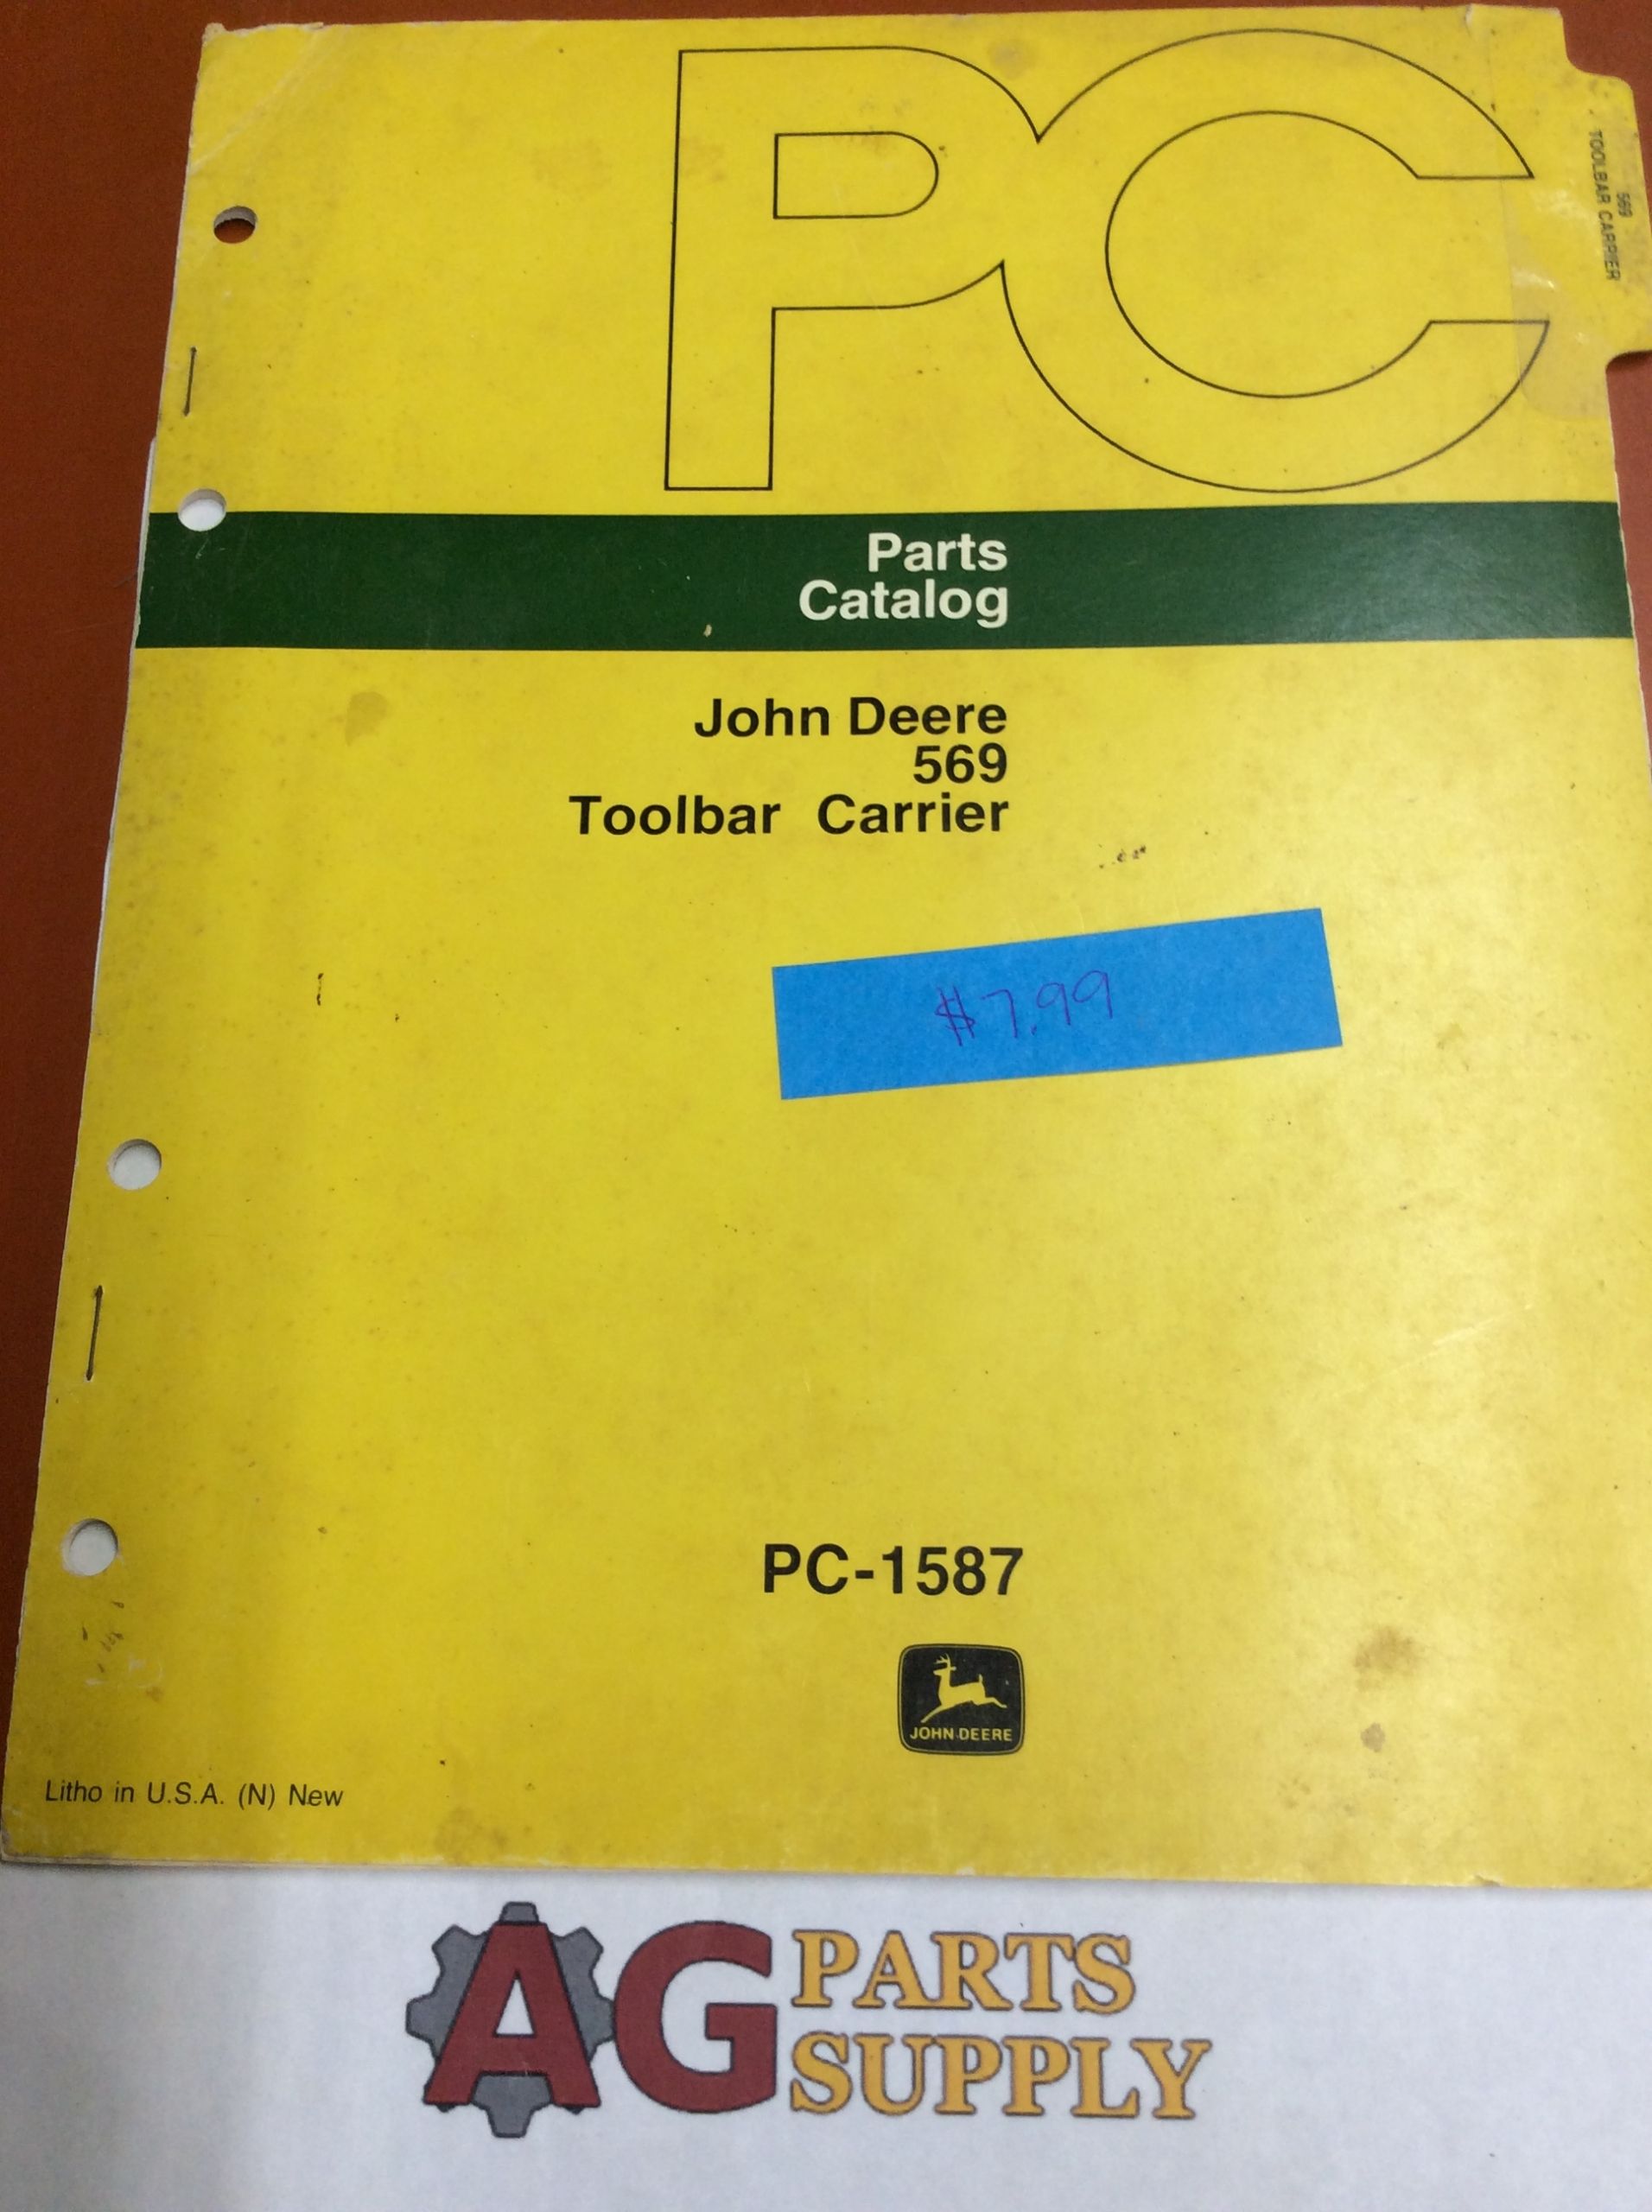 PC
569
TOOLBAR CARRIER
Parts
Catalog
John Deere
569
Toolbar Carrier
$7.99
PC-1587
JOHN DEERE
Litho in U.S.A. (N) New
AG PARTS
SUPPLY